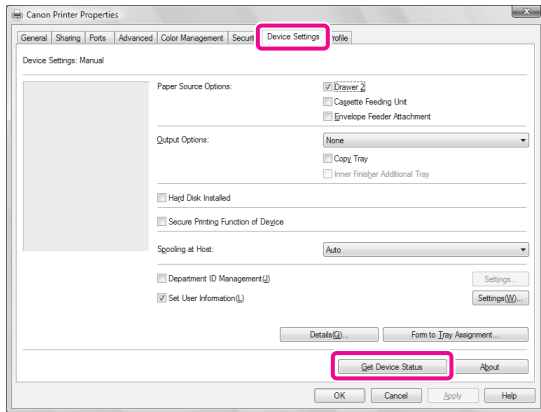 Canon Printer Properties
General Sharing Ports Advanced Color Management Securit Device Settings rofile
Device Settings: Manual
Paper Source Options:
Drawer 2
Cassette Feeding Unit
Envelope Feeder Attachment
Output Options:
None
Copy Tray
Inner Finisher Additional Tray
Hard Disk Installed
Secure Printing Function of Device
Spooling at Host:
Auto
Department ID Management(J)
Settings...
Set User Information(L)
Settings(W)...
Details(Q)...
Form to Tray Assignment...
Get Device Status
About
OK Cancel Apply Help